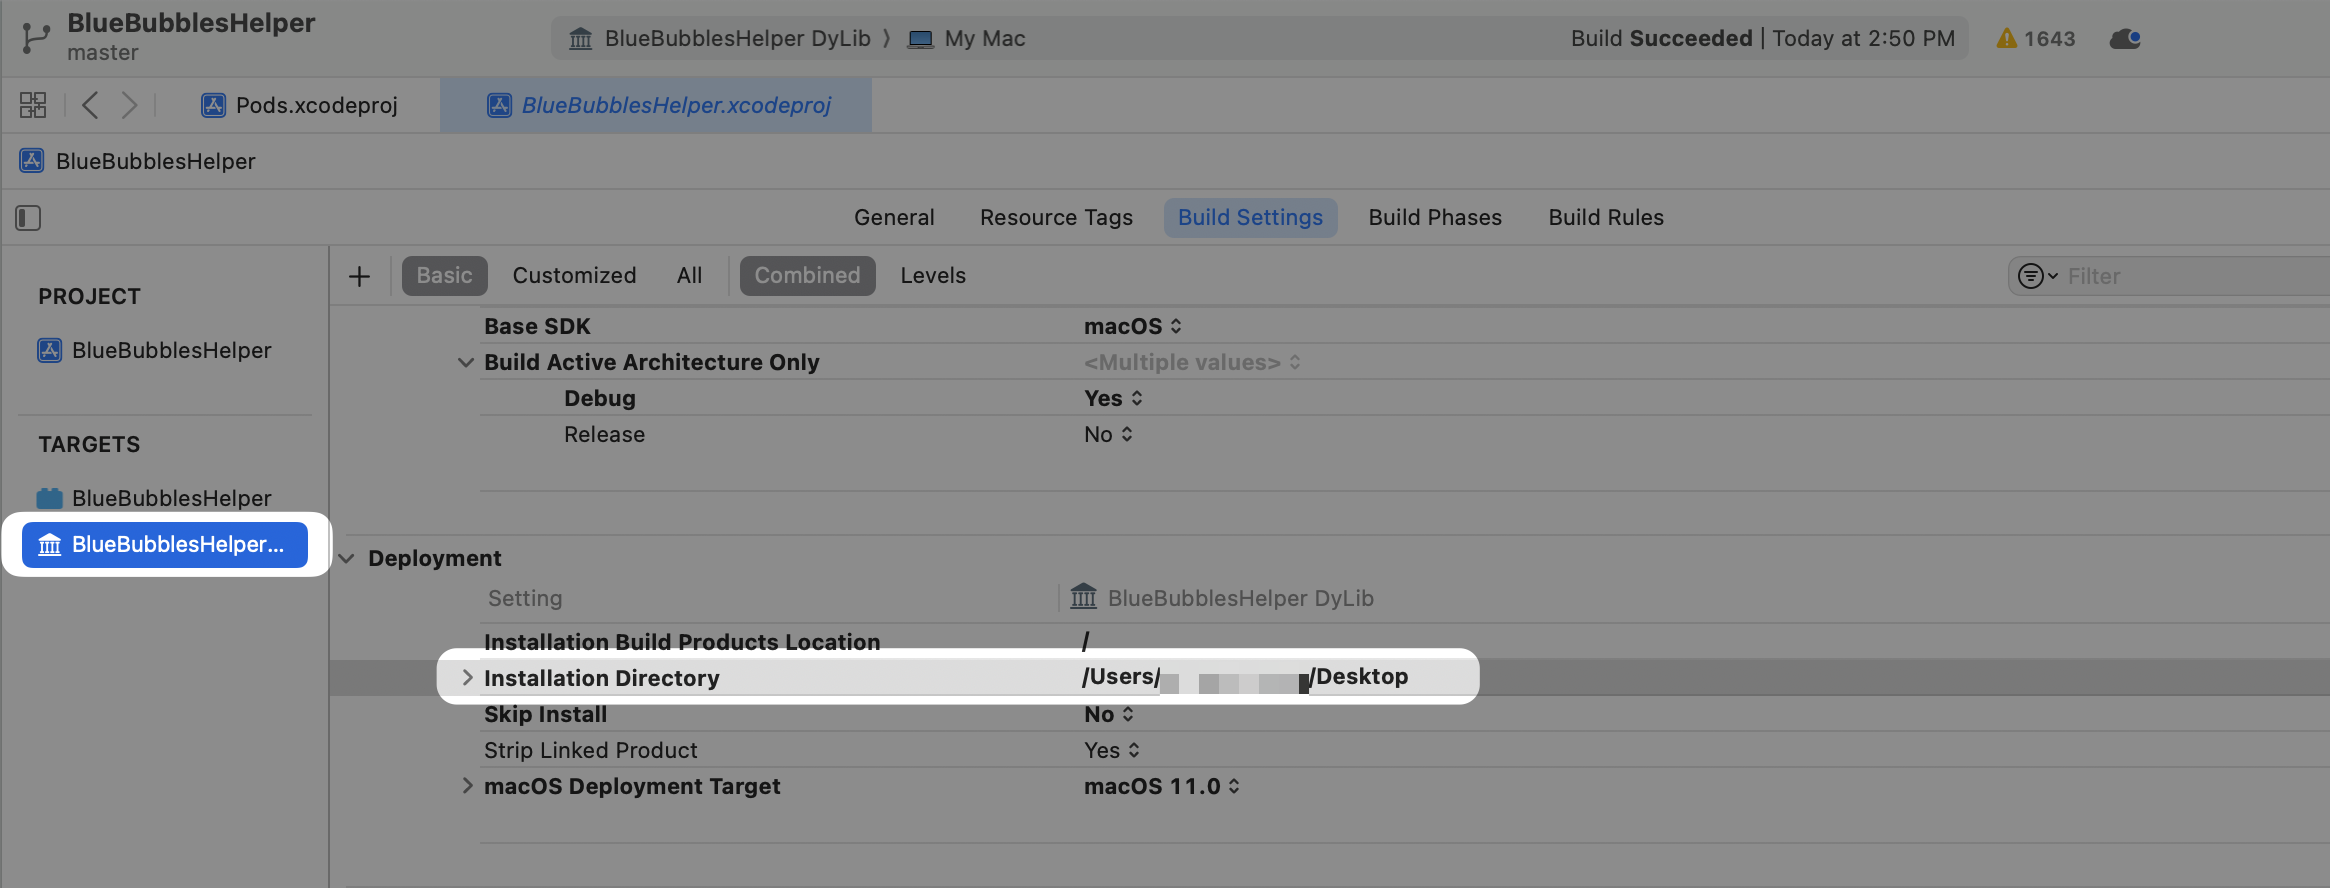 BlueBubblesHelper
master
BlueBubblesHelper DyLib ⟩ My Mac
Build Succeeded | Today at 2:50 PM
1643
Pods.xcodeproj
BlueBubblesHelper.xcodeproj
BlueBubblesHelper
General Resource Tags Build Settings Build Phases Build Rules
Basic Customized All Combined Levels
Filter
PROJECT
BlueBubblesHelper
TARGETS
BlueBubblesHelper
BlueBubblesHelper...
Base SDK macOS
Build Active Architecture Only <Multiple values>
Debug Yes
Release No
Deployment
Setting BlueBubblesHelper DyLib
Installation Build Products Location /
Installation Directory /Users/ /Desktop
Skip Install No
Strip Linked Product Yes
macOS Deployment Target macOS 11.0